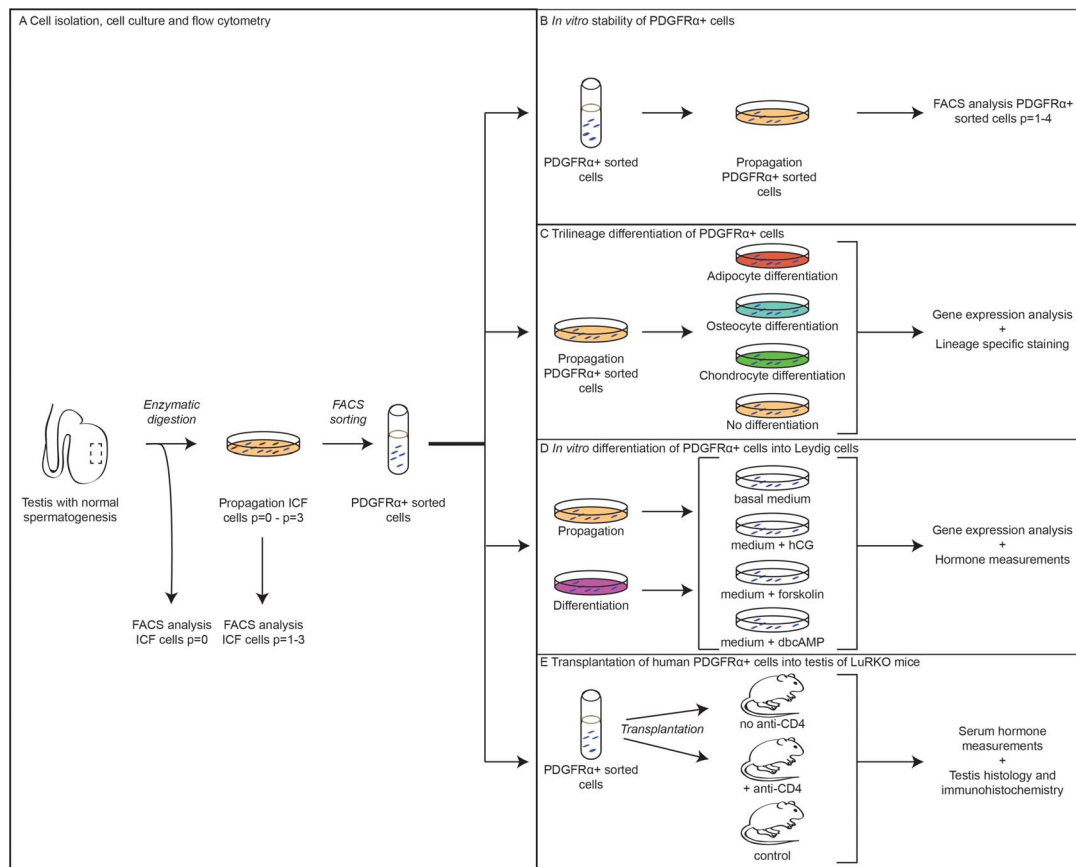 A Cell isolation, cell culture and flow cytometry
Enzymatic
digestion
FACS
sorting
Testis with normal
spermatogenesis
Propagation ICF
cells p=0 - p=3
PDGFRα+ sorted
cells
FACS analysis
ICF cells p=0
FACS analysis
ICF cells p=1-3
B In vitro stability of PDGFRα+ cells
PDGFRα+ sorted
cells
Propagation
PDGFRα+ sorted
cells
FACS analysis PDGFRα+
sorted cells p=1-4
C Trilineage differentiation of PDGFRα+ cells
Propagation
PDGFRα+ sorted
cells
Adipocyte differentiation
Osteocyte differentiation
Chondrocyte differentiation
No differentiation
Gene expression analysis
+
Lineage specific staining
D In vitro differentiation of PDGFRα+ cells into Leydig cells
Propagation
Differentiation
basal medium
medium + hCG
medium + forskolin
medium + dbcAMP
Gene expression analysis
+
Hormone measurements
E Transplantation of human PDGFRα+ cells into testis of LuRKO mice
PDGFRα+ sorted
cells
Transplantation
no anti-CD4
+ anti-CD4
control
Serum hormone
measurements
+
Testis histology and
immunohistochemistry